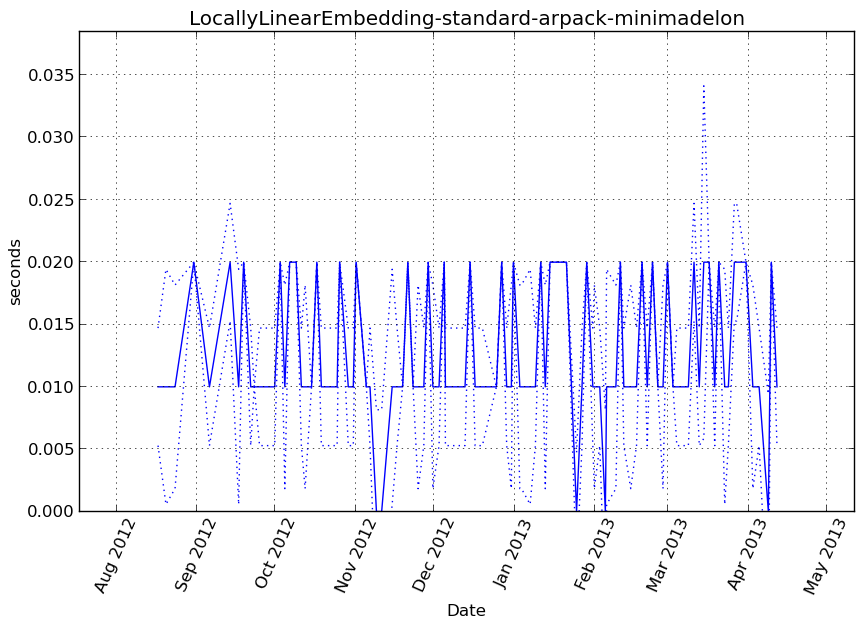 LocallyLinearEmbedding-standard-arpack-minimadelon
0.035
0.030
0.025
0.020
0.015
0.010
0.005
0.000
seconds
Aug 2012
Sep 2012
Oct 2012
Nov 2012
Dec 2012
Jan 2013
Feb 2013
Mar 2013
Apr 2013
May 2013
Date